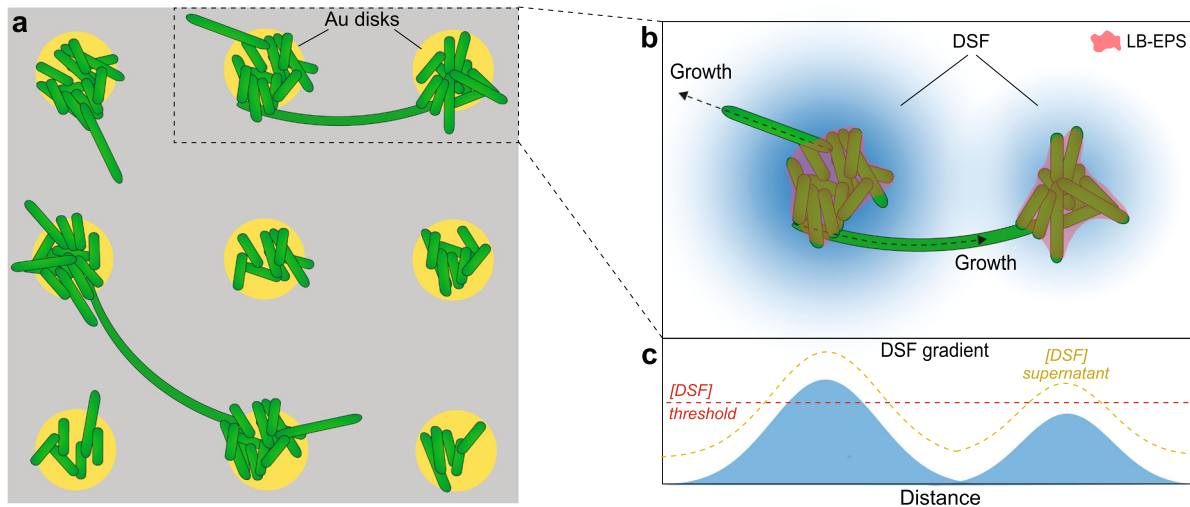 a
Au disks
b
DSF
LB-EPS
Growth
Growth
c
DSF gradient
[DSF]
threshold
[DSF]
supernatant
Distance